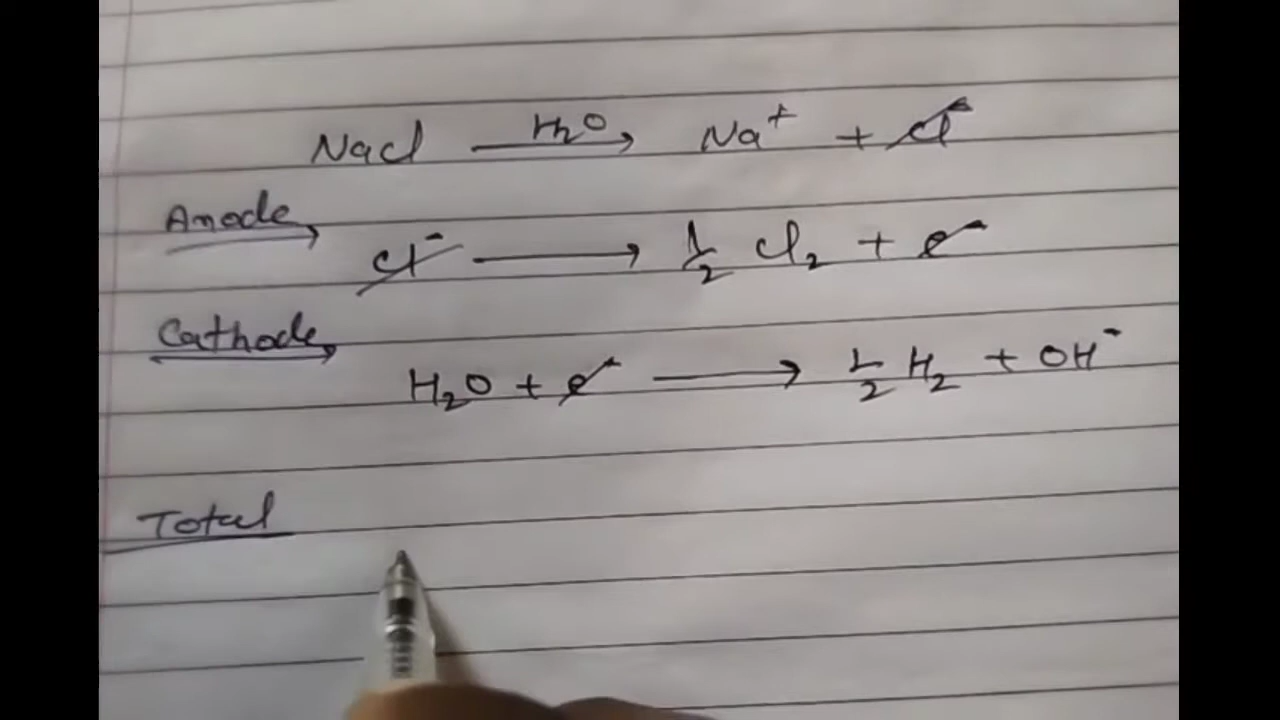 NaCl —H₂O→ Na⁺ + Cl⁻
Anode
Cl⁻ → 1/2 Cl₂ + e⁻
Cathode
H₂O + e⁻ → 1/2 H₂ + OH⁻
Total